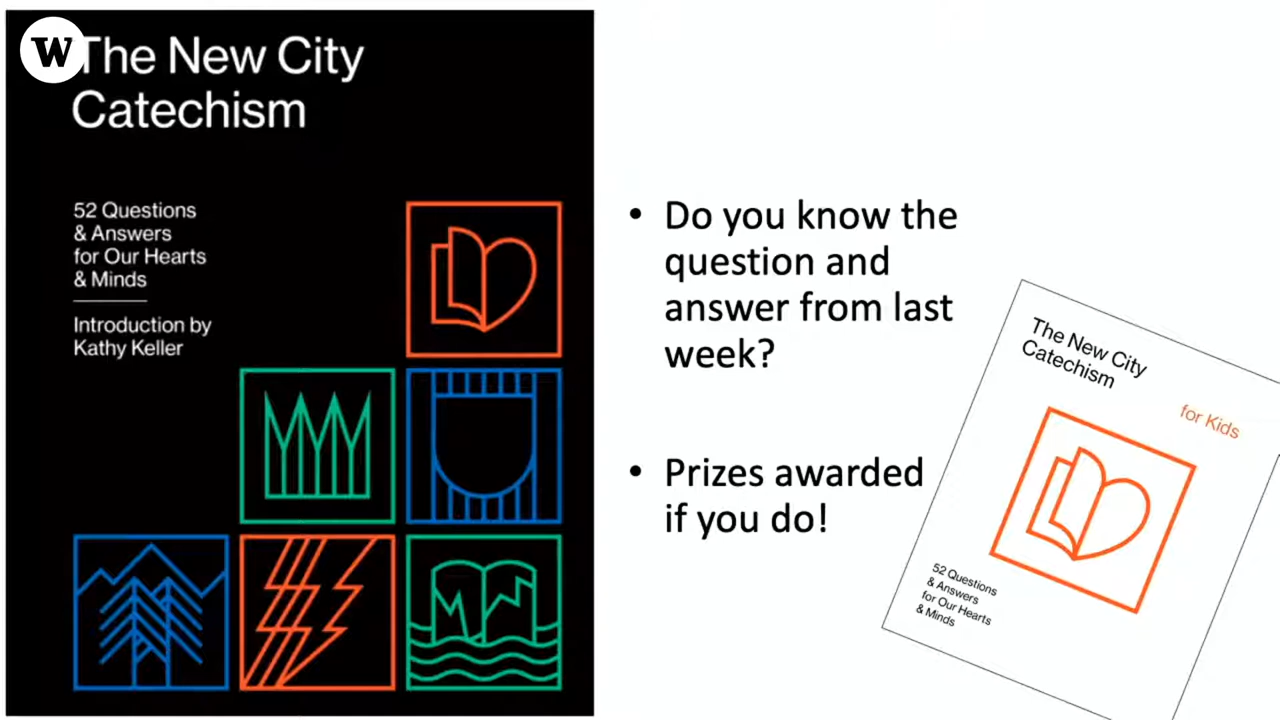 W
The New City
Catechism
52 Questions
& Answers
for Our Hearts
& Minds
Introduction by
Kathy Keller
• Do you know the
question and
answer from last
week?
• Prizes awarded
if you do!
The New City
Catechism
for Kids
52 Questions
& Answers
for Our Hearts
& Minds